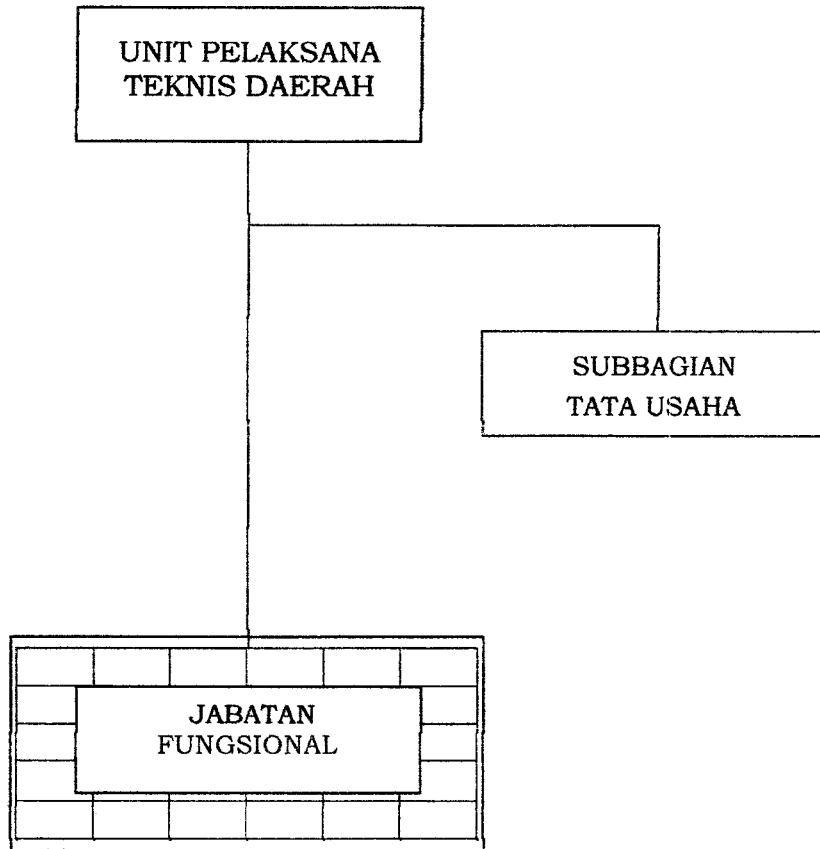 UNIT PELAKSANA
TEKNIS DAERAH
SUBBAGIAN
TATA USAHA
JABATAN
FUNGSIONAL